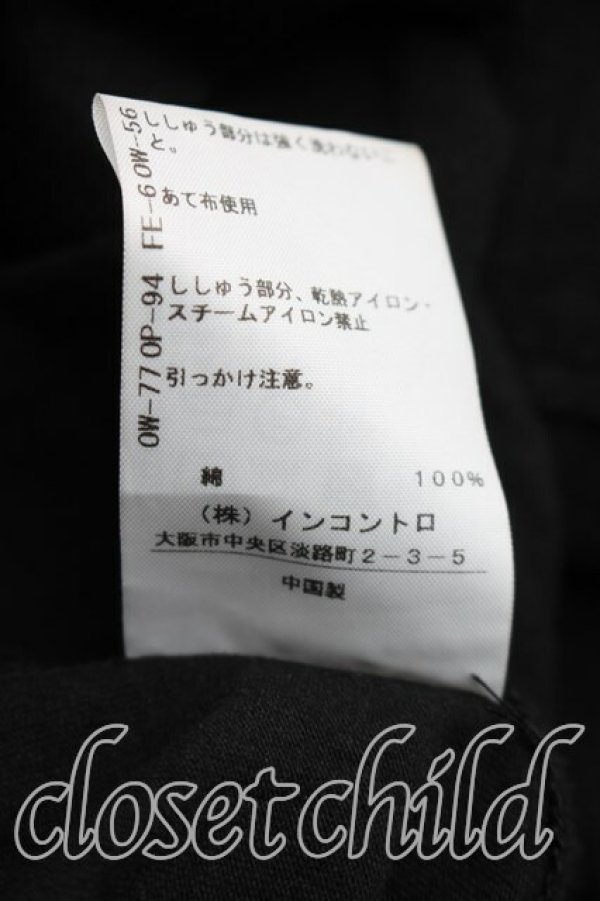 ししゅう部分は強く洗わないこ
と。
あて布使用
ししゅう部分、乾熱アイロン・
スチームアイロン禁止
引っかけ注意。
OW-77 OP-94 FE-6 OW-56
綿 100%
(株)インコントロ
大阪市中央区淡路町2-3-5
中国製
closet child